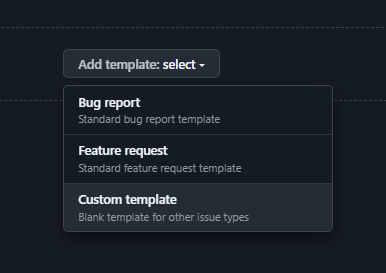 Add template: select
Bug report
Standard bug report template
Feature request
Standard feature request template
Custom template
Blank template for other issue types